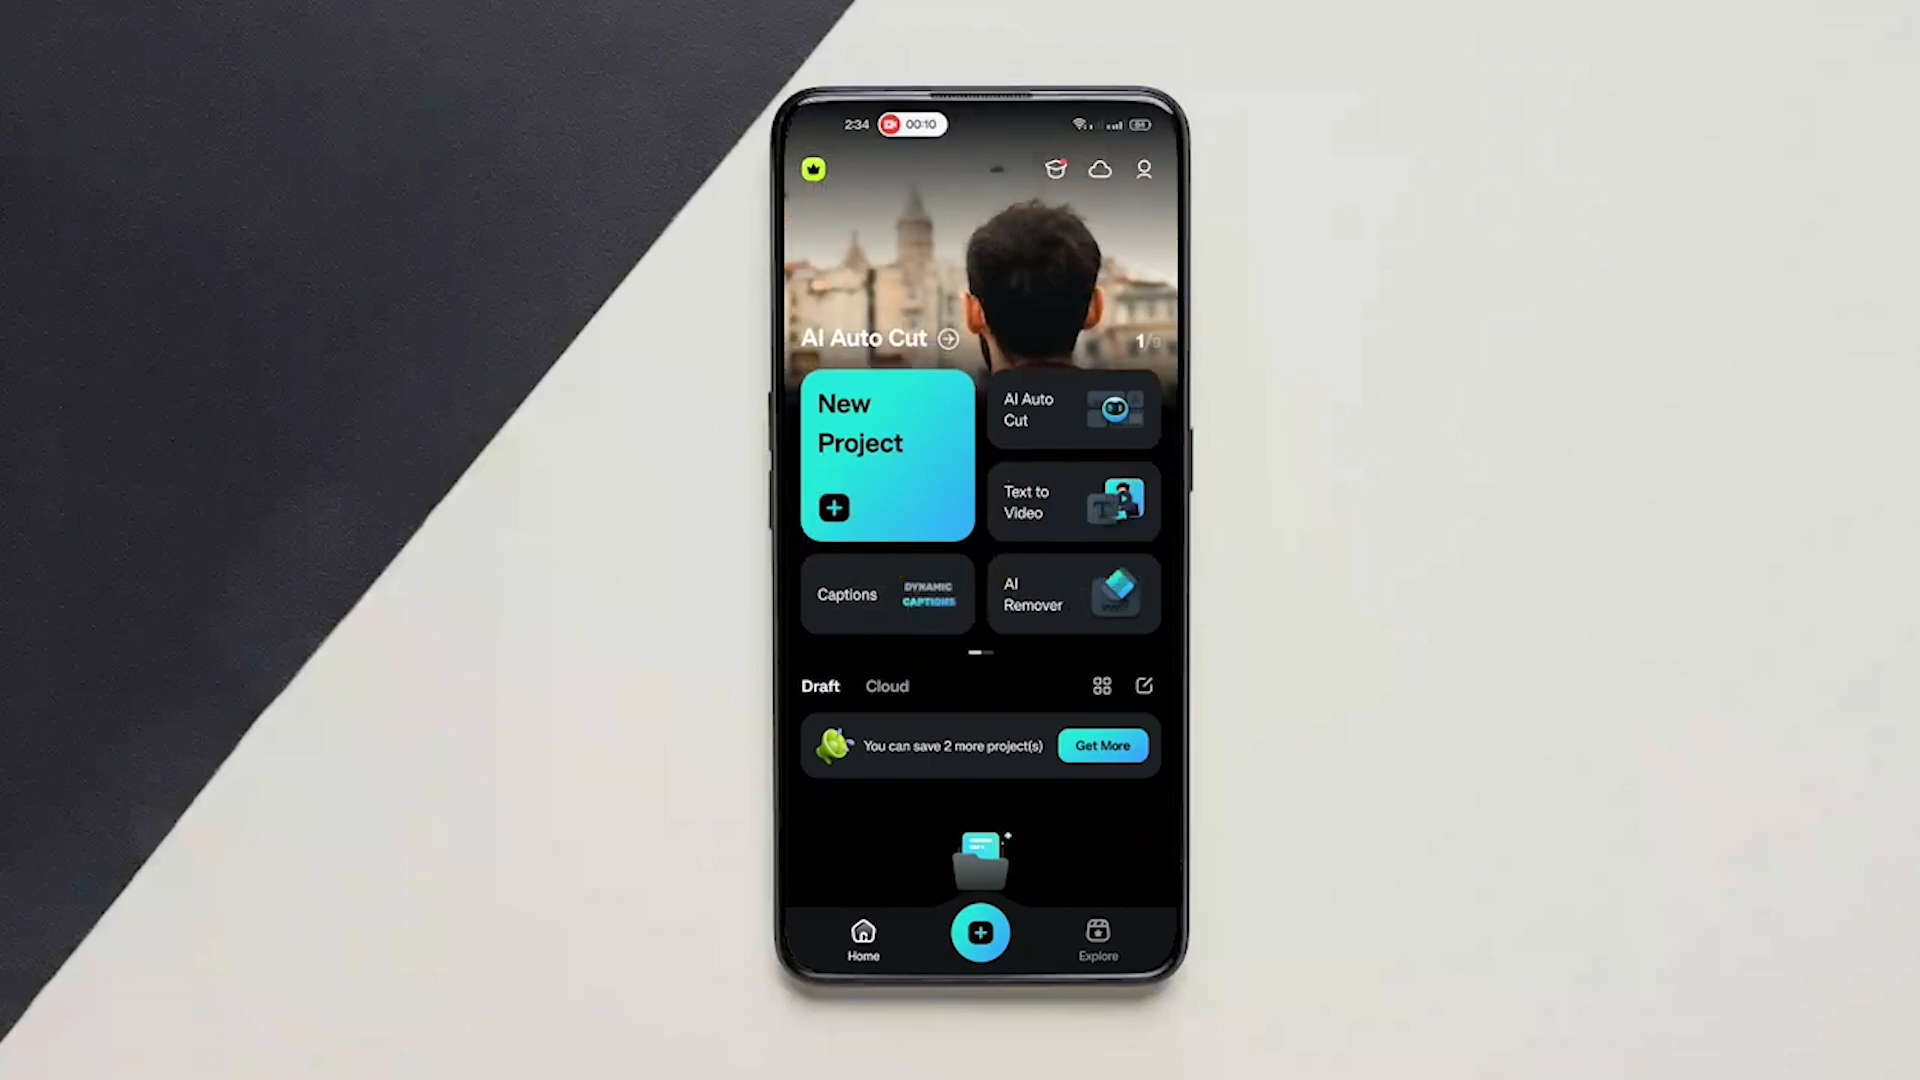 2:34
00:10
84
AI Auto Cut
1/9
New
Project
AI Auto
Cut
Text to
Video
T
Captions
DYNAMIC
CAPTIONS
AI
Remover
Draft
Cloud
You can save 2 more project(s)
Get More
Home
Explore